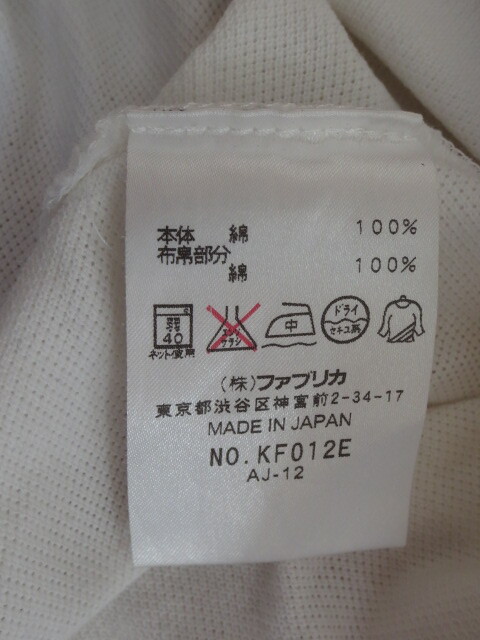 本体 綿 100%
布帛部分
綿 100%
40
ネット使用
エンソ
サラシ
中
ドライ
セキユ系
(株)ファブリカ
東京都渋谷区神宮前2-34-17
MADE IN JAPAN
NO.KF012E
AJ-12